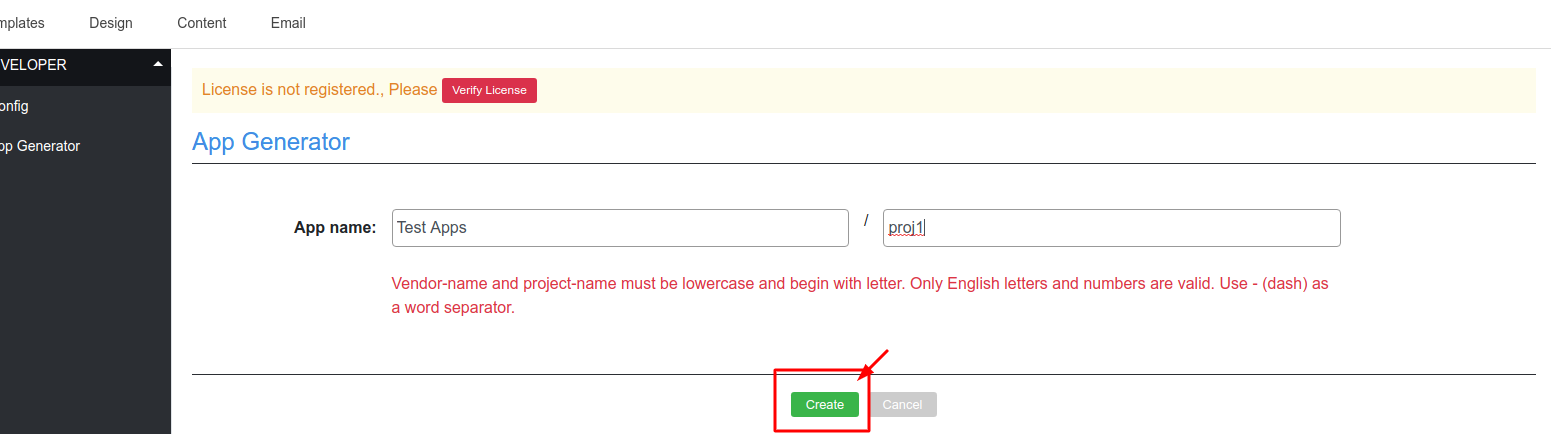 mplates Design Content Email
VELOPER
onfig
pp Generator
License is not registered., Please Verify License
App Generator
App name: Test Apps / proj1
Vendor-name and project-name must be lowercase and begin with letter. Only English letters and numbers are valid. Use - (dash) as
a word separator.
Create Cancel